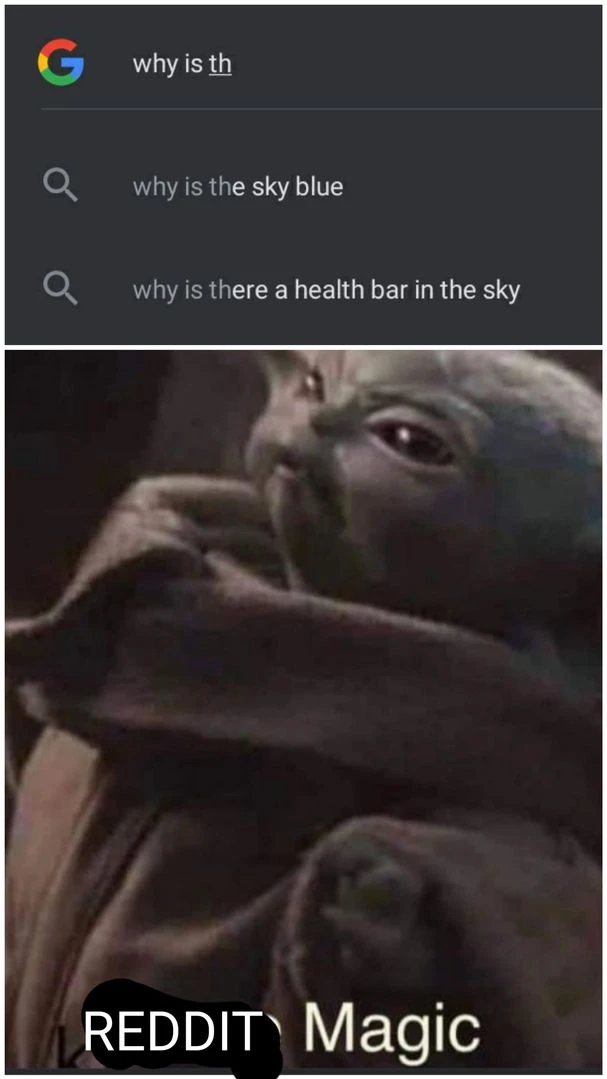 why is th
why is the sky blue
why is there a health bar in the sky
REDDIT Magic